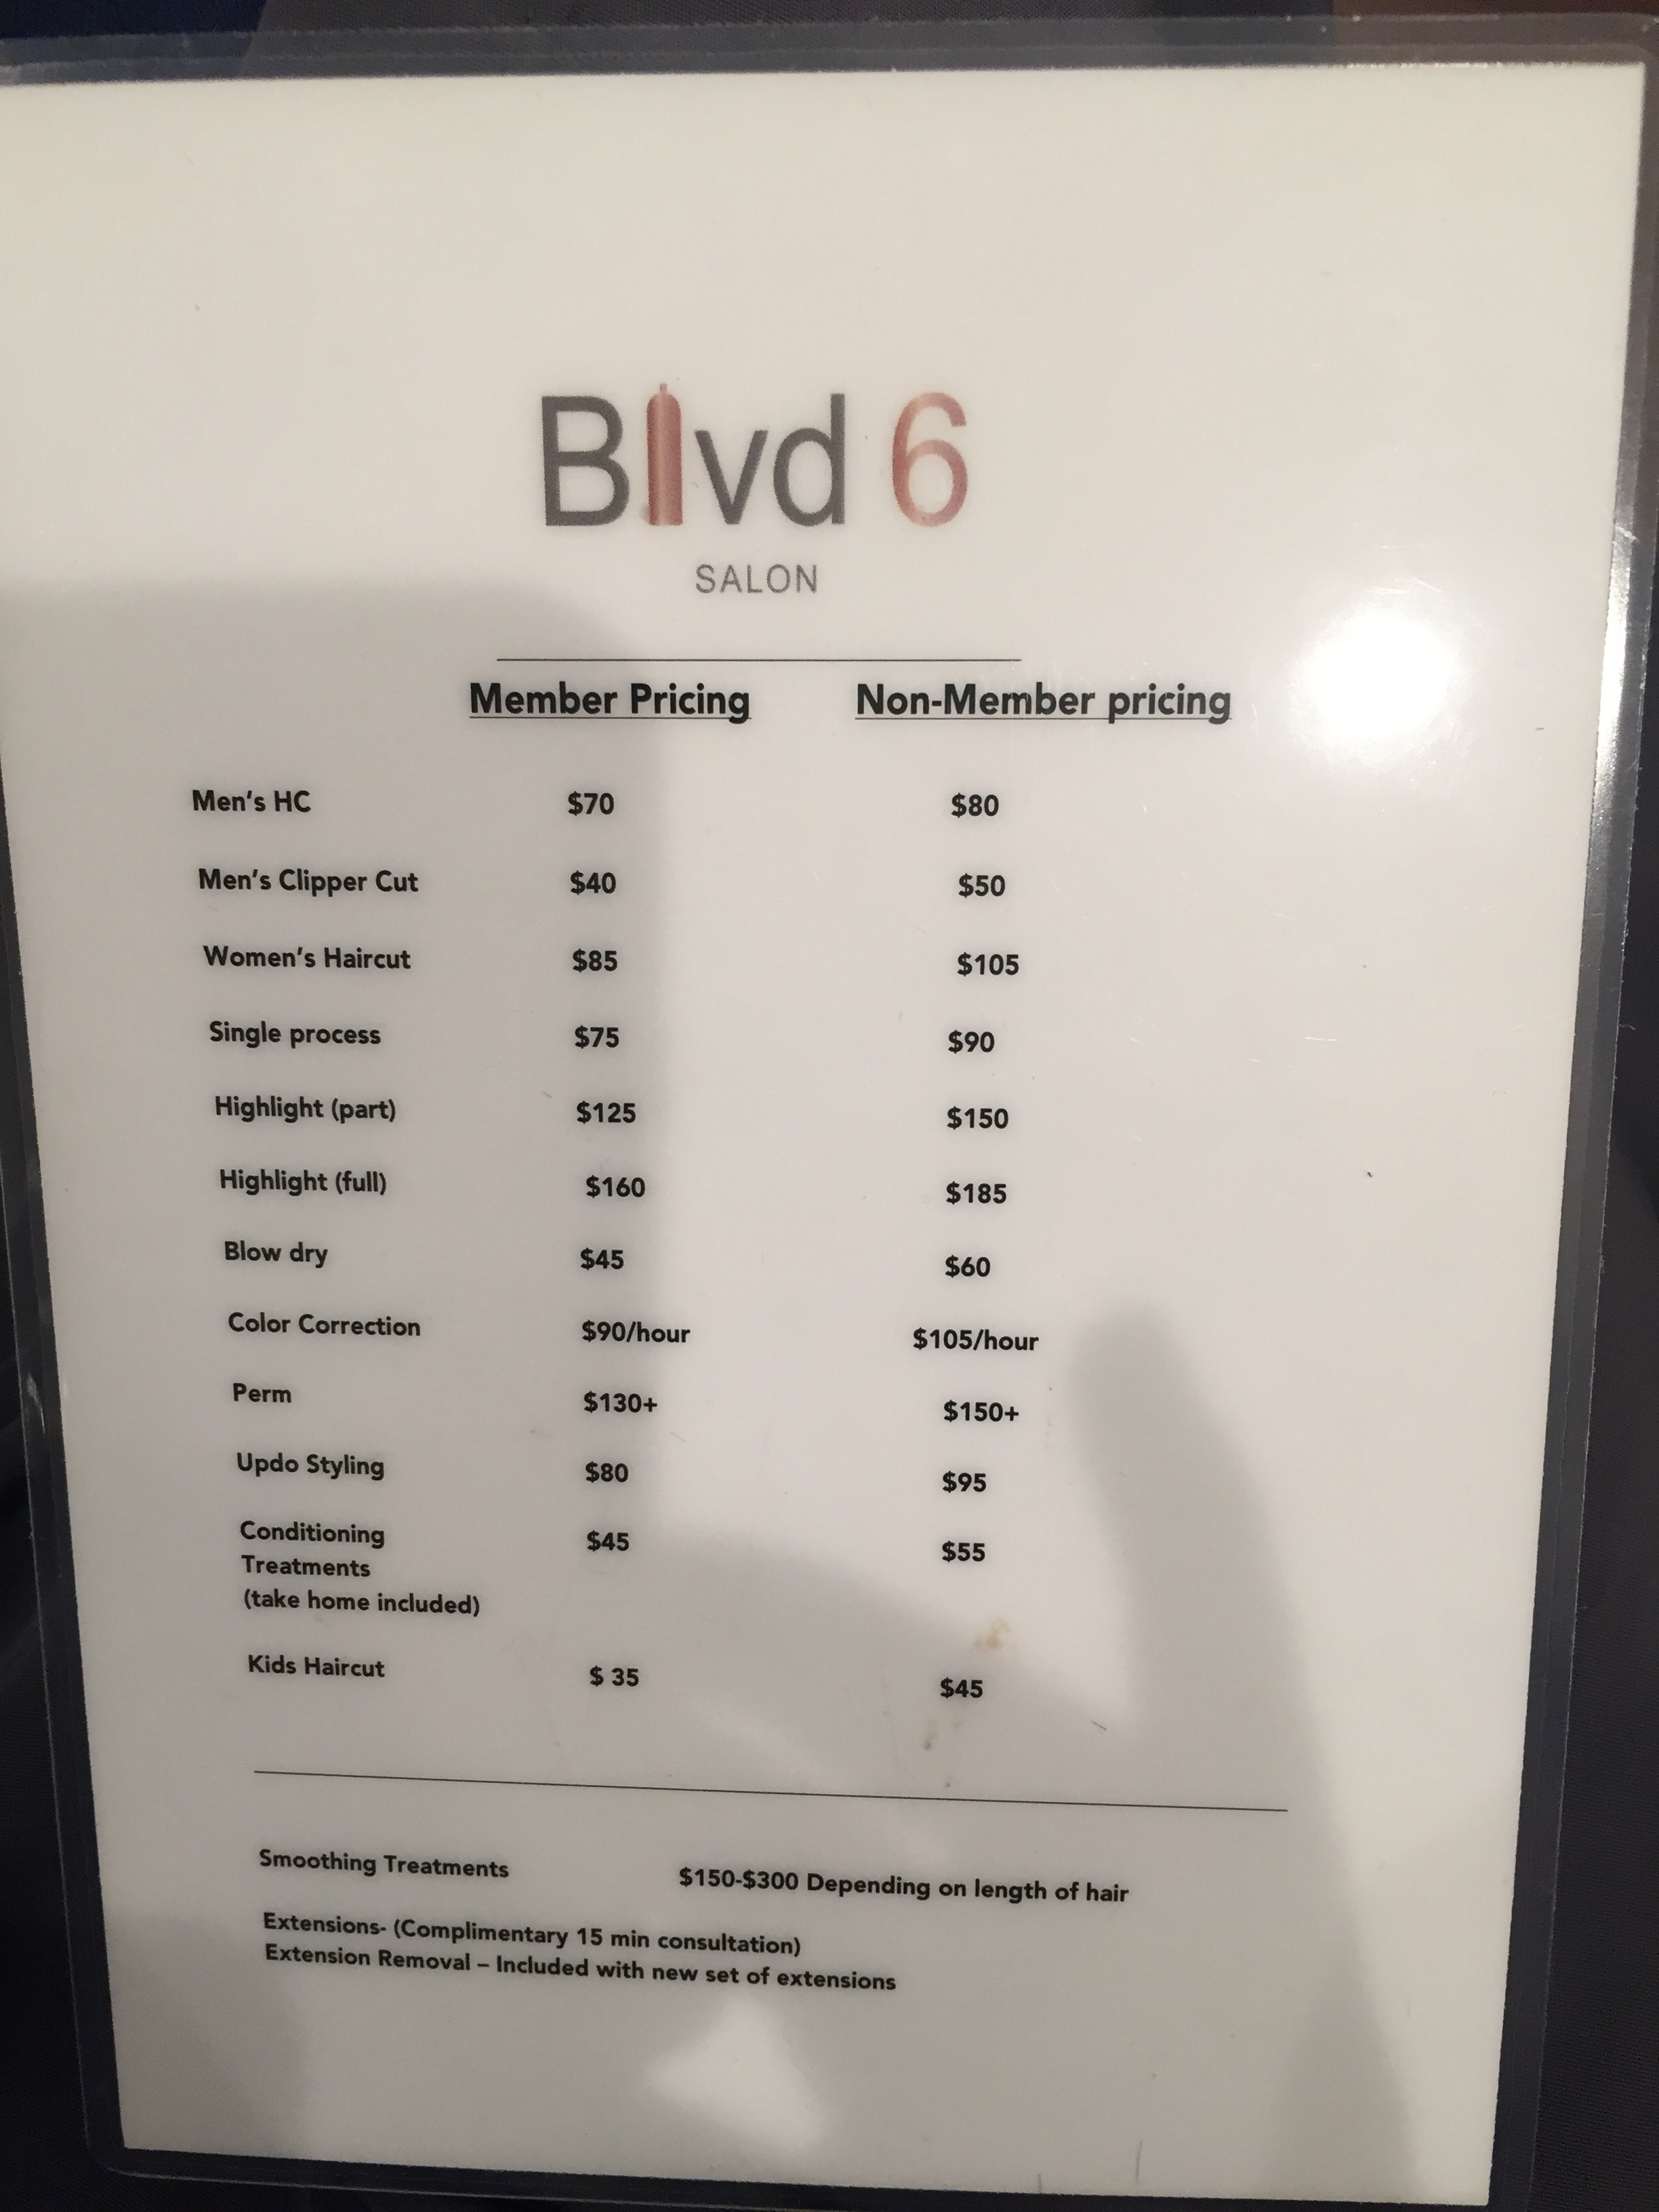 Blvd 6
SALON
Member Pricing Non-Member pricing
Men's HC $70 $80
Men's Clipper Cut $40 $50
Women's Haircut $85 $105
Single process $75 $90
Highlight (part) $125 $150
Highlight (full) $160 $185
Blow dry $45 $60
Color Correction $90/hour $105/hour
Perm $130+ $150+
Updo Styling $80 $95
Conditioning $45 $55
Treatments
(take home included)
Kids Haircut $ 35 $45
Smoothing Treatments $150-$300 Depending on length of hair
Extensions- (Complimentary 15 min consultation)
Extension Removal – Included with new set of extensions